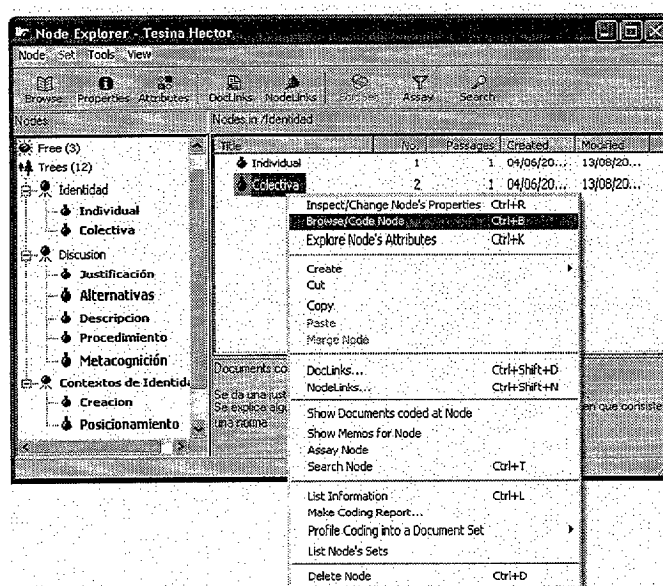 Node Explorer - Tesina Hector
Node Set Tools View
Browse Properties Attributes DocLinks NodeLinks Assay Search
Nodes
Nodes in /Identidad
Free (3)
Trees (12)
Identidad
Individual
Colectiva
Discusion
Justificación
Alternativas
Descripcion
Procedimiento
Metacognición
Contextos de Identida
Creacion
Posicionamiento
Title No. Passages Created Modified
Individual 1 1 04/06/20... 13/08/20...
Colectiva 2 1 04/06/20... 13/08/20...
Inspect/Change Node's Properties Ctrl+R
Browse/Code Node Ctrl+B
Explore Node's Attributes Ctrl+K
Create
Cut
Copy
Paste
Merge Node
DocLinks... Ctrl+Shift+D
NodeLinks... Ctrl+Shift+N
Show Documents coded at Node
Show Memos for Node
Assay Node
Search Node Ctrl+T
List Information Ctrl+L
Make Coding Report...
Profile Coding into a Document Set
List Node's Sets
Delete Node Ctrl+D
Documents co
Se da una just
Se explica algu en que consiste
una norma